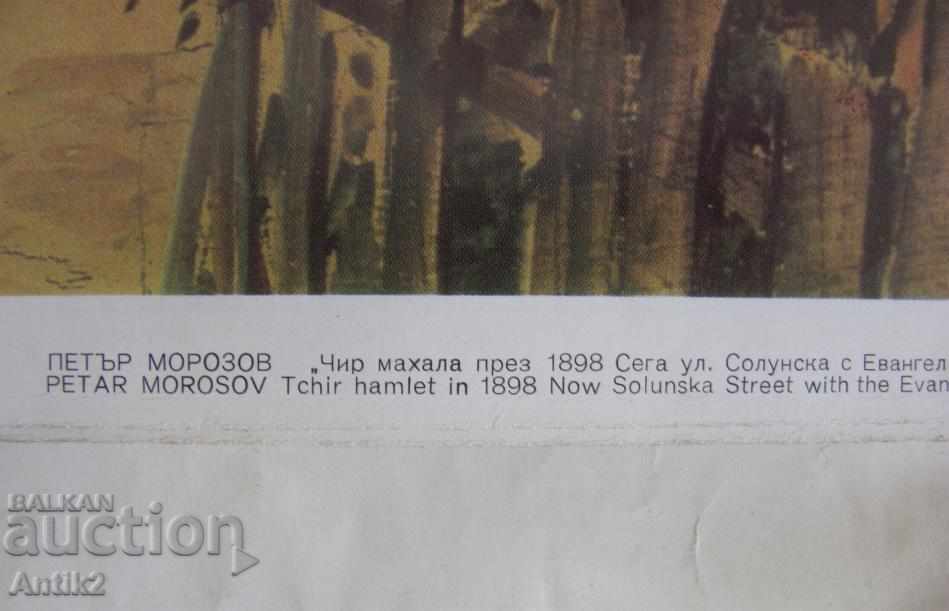 ПЕТЪР МОРОЗОВ „Чир махала през 1898 Сега ул. Солунска с Евангел
PETAR MOROSOV Tchir hamlet in 1898 Now Solunska Street with the Evan
BALKAN
auction
Antik2